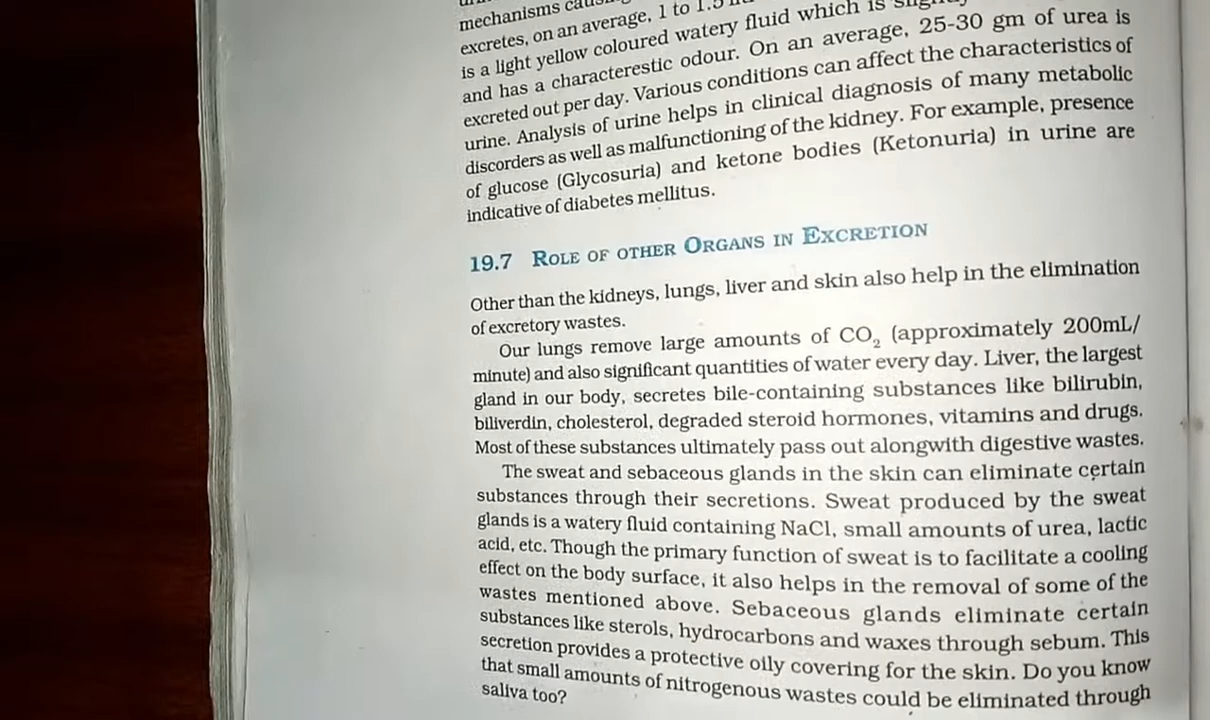 mechanisms
excretes, on an average, 1 to 1.5
is a light yellow coloured watery fluid which is
and has a characterestic odour. On an average, 25-30 gm of urea is
excreted out per day. Various conditions can affect the characteristics of
urine. Analysis of urine helps in clinical diagnosis of many metabolic
discorders as well as malfunctioning of the kidney. For example, presence
of glucose (Glycosuria) and ketone bodies (Ketonuria) in urine are
indicative of diabetes mellitus.
19.7 ROLE OF OTHER ORGANS IN EXCRETION
Other than the kidneys, lungs, liver and skin also help in the elimination
of excretory wastes.
Our lungs remove large amounts of CO₂ (approximately 200mL/
minute) and also significant quantities of water every day. Liver, the largest
gland in our body, secretes bile-containing substances like bilirubin,
biliverdin, cholesterol, degraded steroid hormones, vitamins and drugs.
Most of these substances ultimately pass out alongwith digestive wastes.
The sweat and sebaceous glands in the skin can eliminate certain
substances through their secretions. Sweat produced by the sweat
glands is a watery fluid containing NaCl, small amounts of urea, lactic
acid, etc. Though the primary function of sweat is to facilitate a cooling
effect on the body surface, it also helps in the removal of some of the
wastes mentioned above. Sebaceous glands eliminate certain
substances like sterols, hydrocarbons and waxes through sebum. This
secretion provides a protective oily covering for the skin. Do you know
that small amounts of nitrogenous wastes could be eliminated through
saliva too?